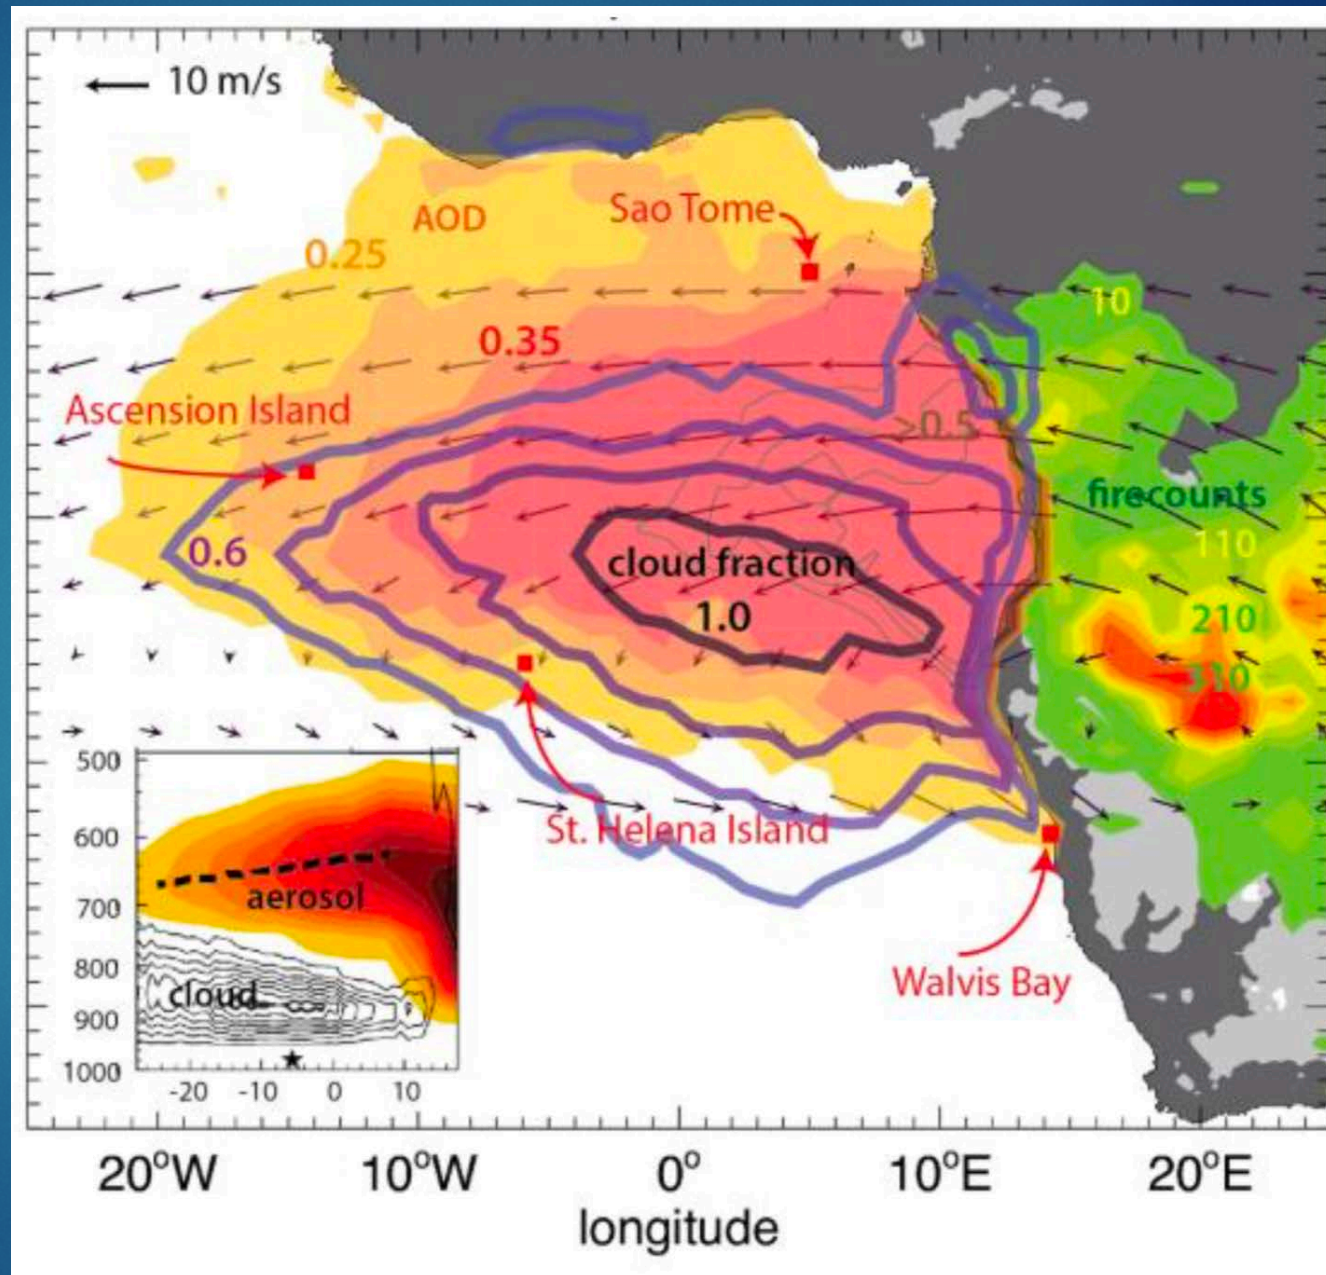 10 m/s
AOD
Sao Tome
0.25
10
0.35
Ascension Island
>0.5
firecounts
0.6
110
cloud fraction
1.0
210
310
500
600
700
800
900
1000
aerosol
cloud
-20 -10 0 10
St. Helena Island
Walvis Bay
20°W 10°W 0° 10°E 20°E
longitude